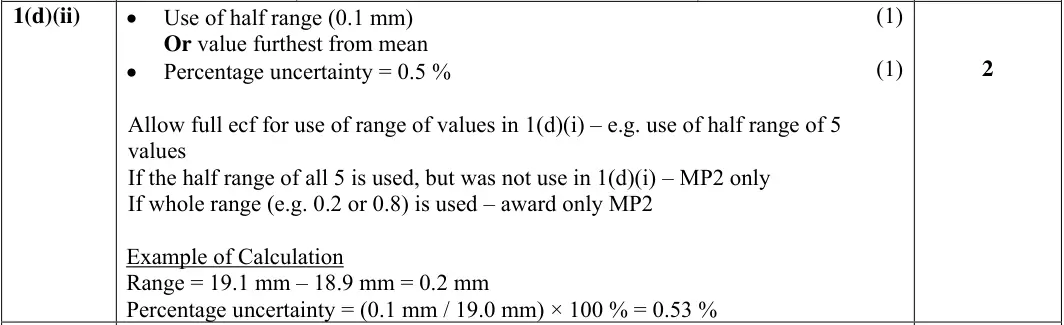 1(d)(ii)
• Use of half range (0.1 mm) (1)
Or value furthest from mean
• Percentage uncertainty = 0.5 % (1) 2
Allow full ecf for use of range of values in 1(d)(i) – e.g. use of half range of 5
values
If the half range of all 5 is used, but was not use in 1(d)(i) – MP2 only
If whole range (e.g. 0.2 or 0.8) is used – award only MP2
Example of Calculation
Range = 19.1 mm – 18.9 mm = 0.2 mm
Percentage uncertainty = (0.1 mm / 19.0 mm) × 100 % = 0.53 %